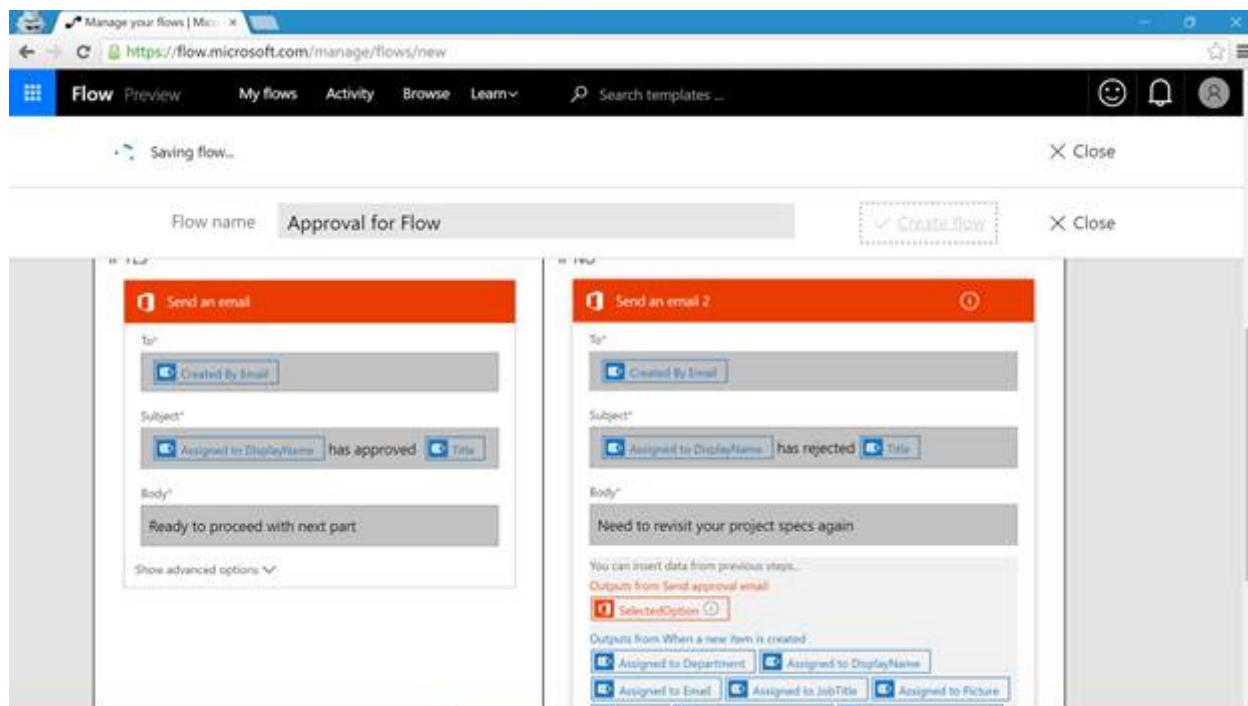 Manage your flows | Mic
https://flow.microsoft.com/manage/flows/new
Flow Preview My flows Activity Browse Learn Search templates ...
Saving flow... Close
Flow name Approval for Flow Create flow Close
IF YES IF NO
Send an email
To*
Created By Email
Subject*
Assigned to DisplayName has approved Title
Body*
Ready to proceed with next part
Show advanced options
Send an email 2
To*
Created By Email
Subject*
Assigned to DisplayName has rejected Title
Body*
Need to revisit your project specs again
You can insert data from previous steps...
Outputs from Send approval email
SelectedOption
Outputs from When a new item is created
Assigned to Department Assigned to DisplayName
Assigned to Email Assigned to JobTitle Assigned to Picture